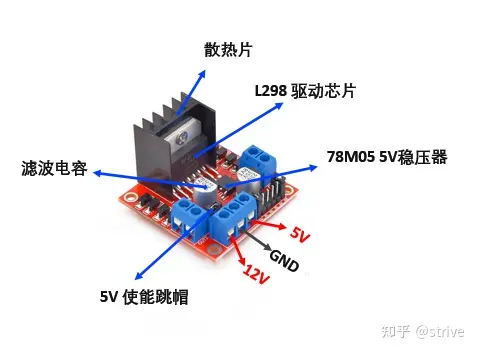 散热片
L298 驱动芯片
78M05 5V稳压器
滤波电容
5V
GND
12V
5V 使能跳帽
知乎 @strive